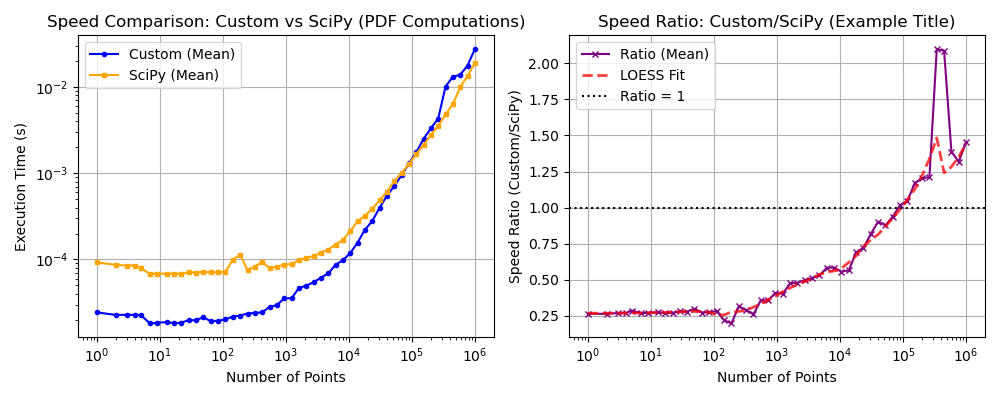 Speed Comparison: Custom vs SciPy (PDF Computations)
Custom (Mean)
SciPy (Mean)
10⁻²
10⁻³
10⁻⁴
Execution Time (s)
10⁰ 10¹ 10² 10³ 10⁴ 10⁵ 10⁶
Number of Points
Speed Ratio: Custom/SciPy (Example Title)
Ratio (Mean)
LOESS Fit
Ratio = 1
2.00
1.75
1.50
1.25
1.00
0.75
0.50
0.25
Speed Ratio (Custom/SciPy)
10⁰ 10¹ 10² 10³ 10⁴ 10⁵ 10⁶
Number of Points